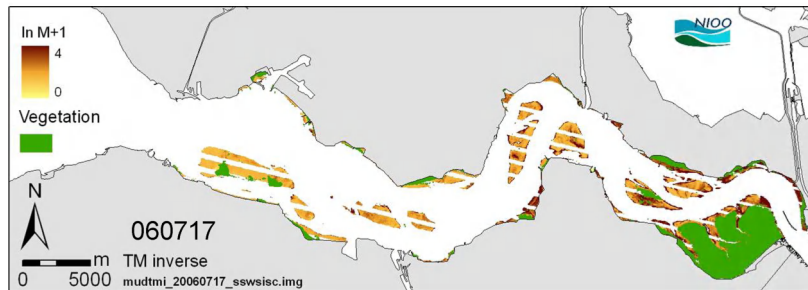 ln M+1
4
0
Vegetation
NIOO
N
m
0 5000
060717
TM inverse
mudtmi_20060717_sswsisc.img